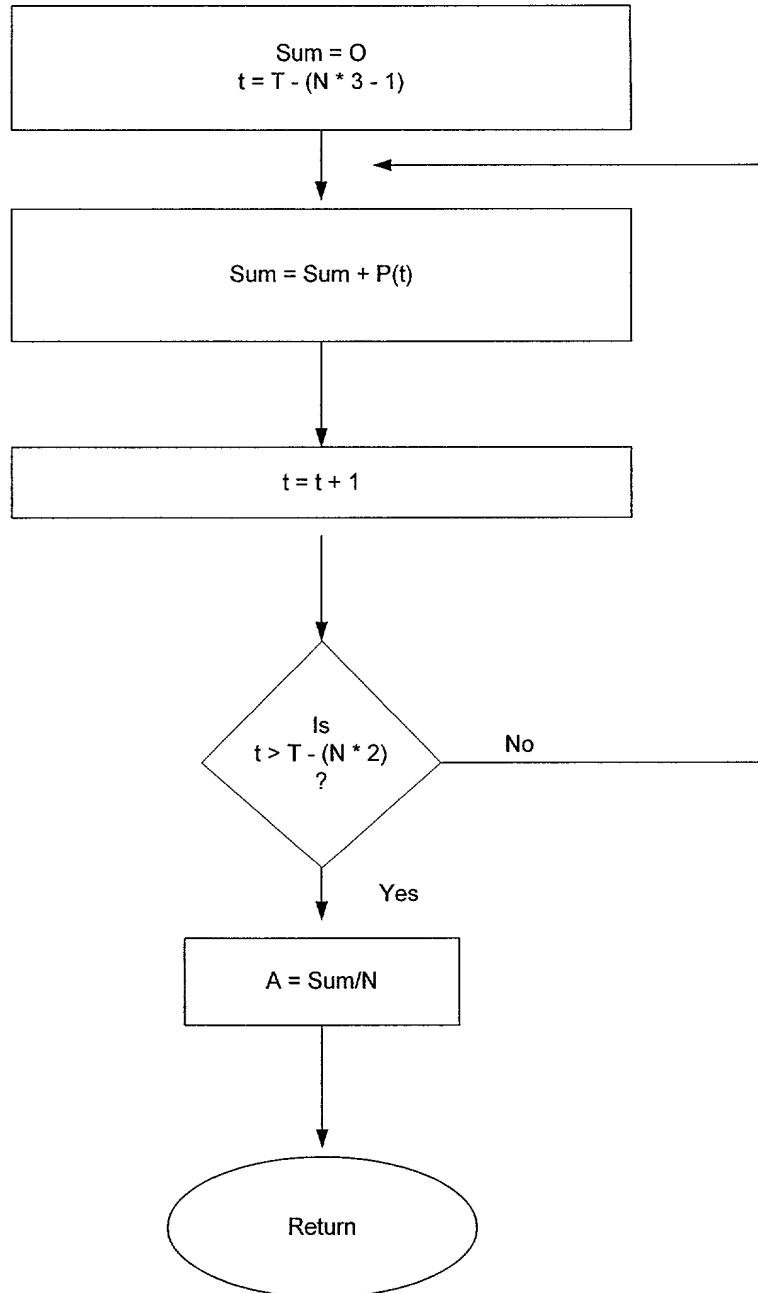 Sum = O
t = T - (N * 3 - 1)
Sum = Sum + P(t)
t = t + 1
Is
t > T - (N * 2)
?
No
Yes
A = Sum/N
Return